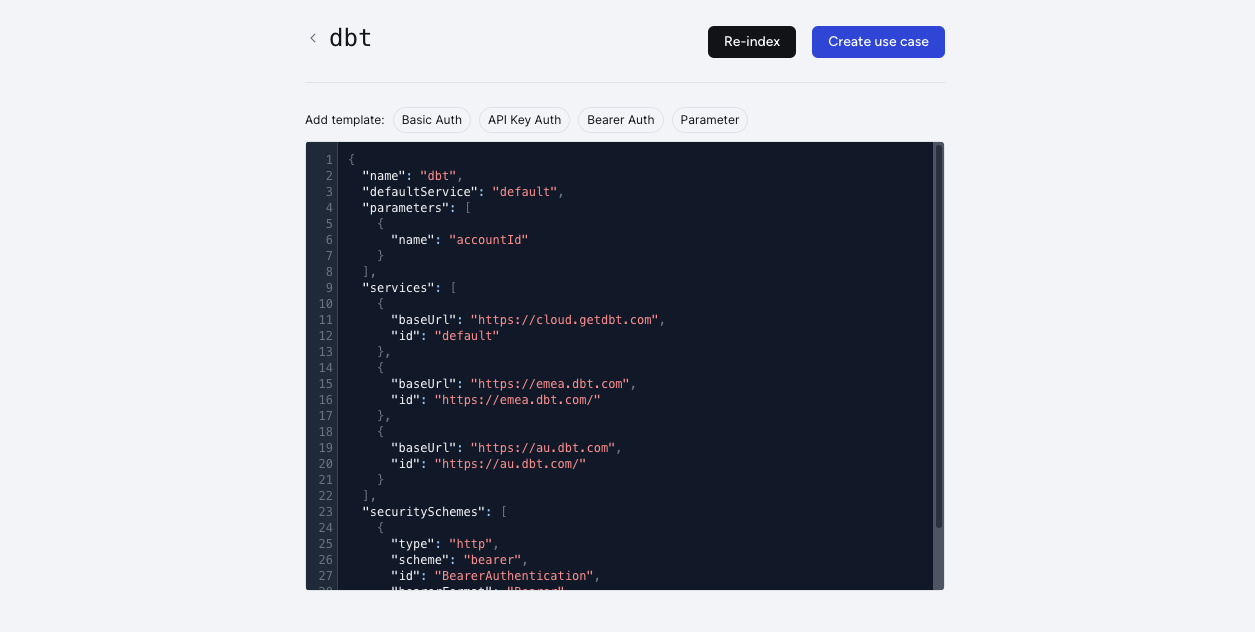 dbt
Re-index
Create use case
Add template: Basic Auth API Key Auth Bearer Auth Parameter
1 {
2   "name": "dbt",
3   "defaultService": "default",
4   "parameters": [
5     {
6       "name": "accountId"
7     }
8   ],
9   "services": [
10     {
11       "baseUrl": "https://cloud.getdbt.com",
12       "id": "default"
13     },
14     {
15       "baseUrl": "https://emea.dbt.com",
16       "id": "https://emea.dbt.com/"
17     },
18     {
19       "baseUrl": "https://au.dbt.com",
20       "id": "https://au.dbt.com/"
21     }
22   ],
23   "securitySchemes": [
24     {
25       "type": "http",
26       "scheme": "bearer",
27       "id": "BearerAuthentication",
28       "bearerFormat": "Bearer"